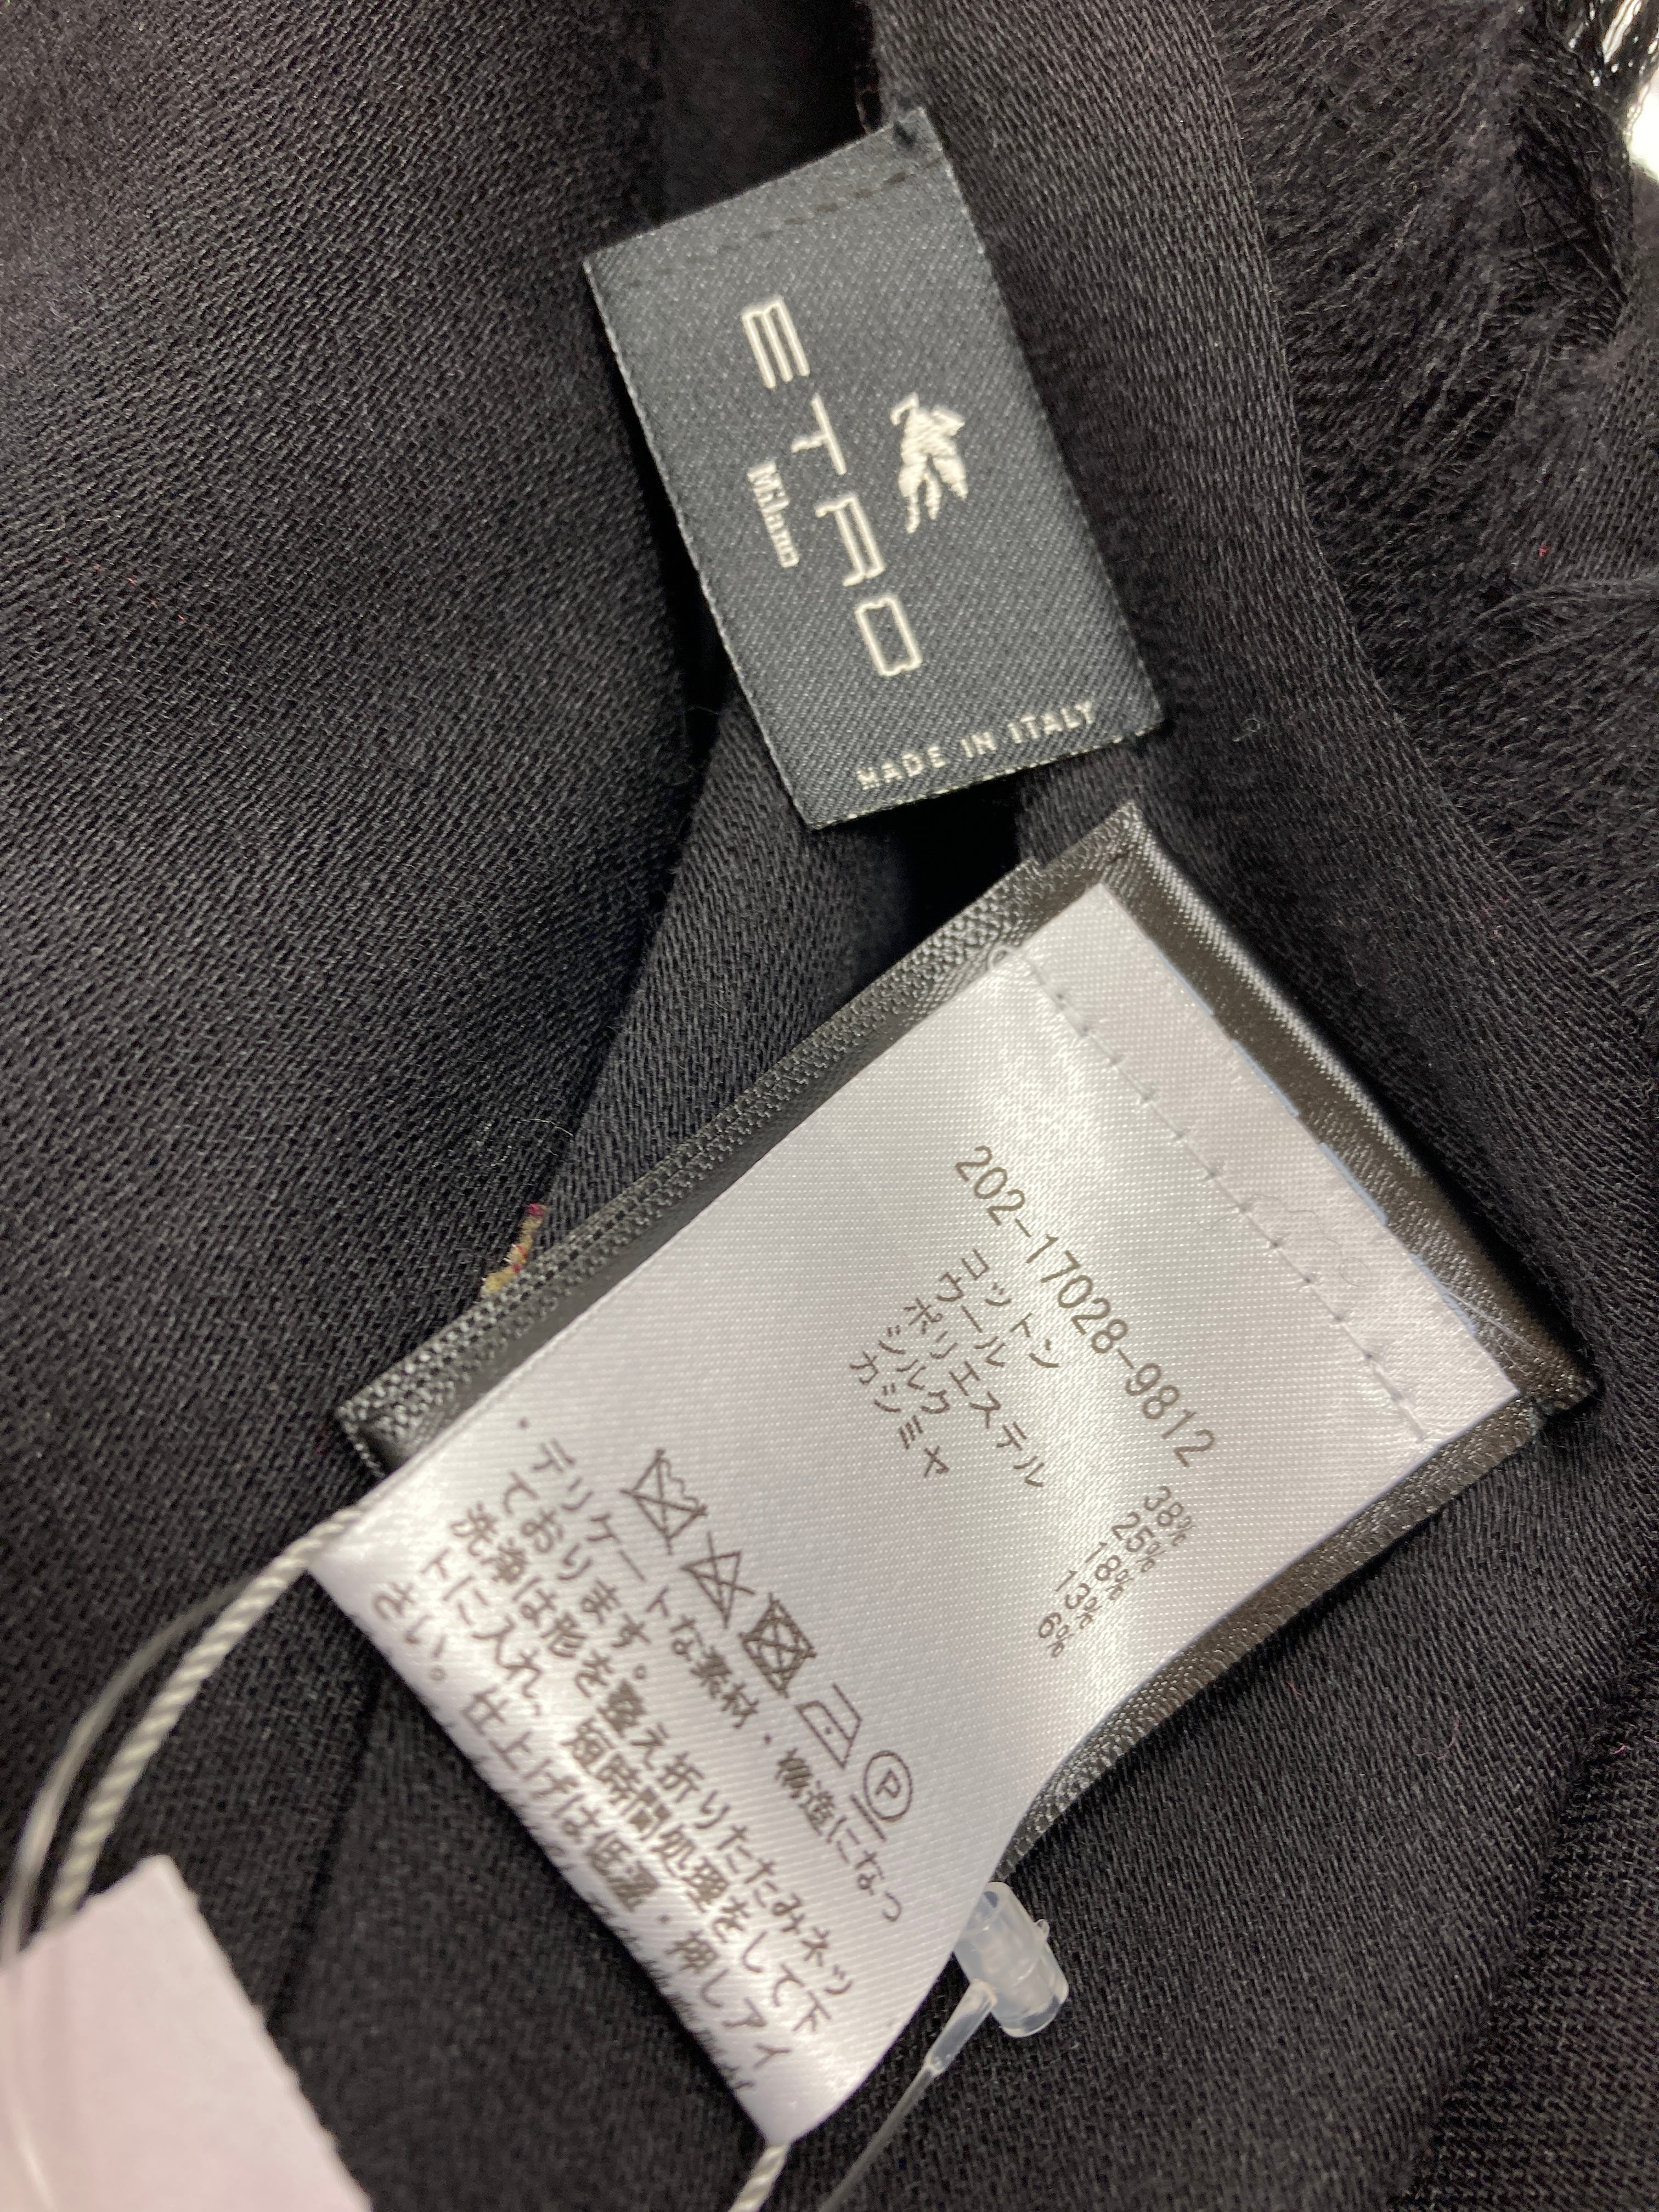 ETRO
Milano
MADE IN ITALY
202-17028-9812
コットン 38%
ウール 25%
ポリエステル 18%
シルク 13%
カシミヤ 6%
P
・デリケートな素材・構造になっ
ております。
洗浄は形を整え折りたたみネッ
トに入れ、短時間処理をして下
さい。仕上げは低温・押しアイ